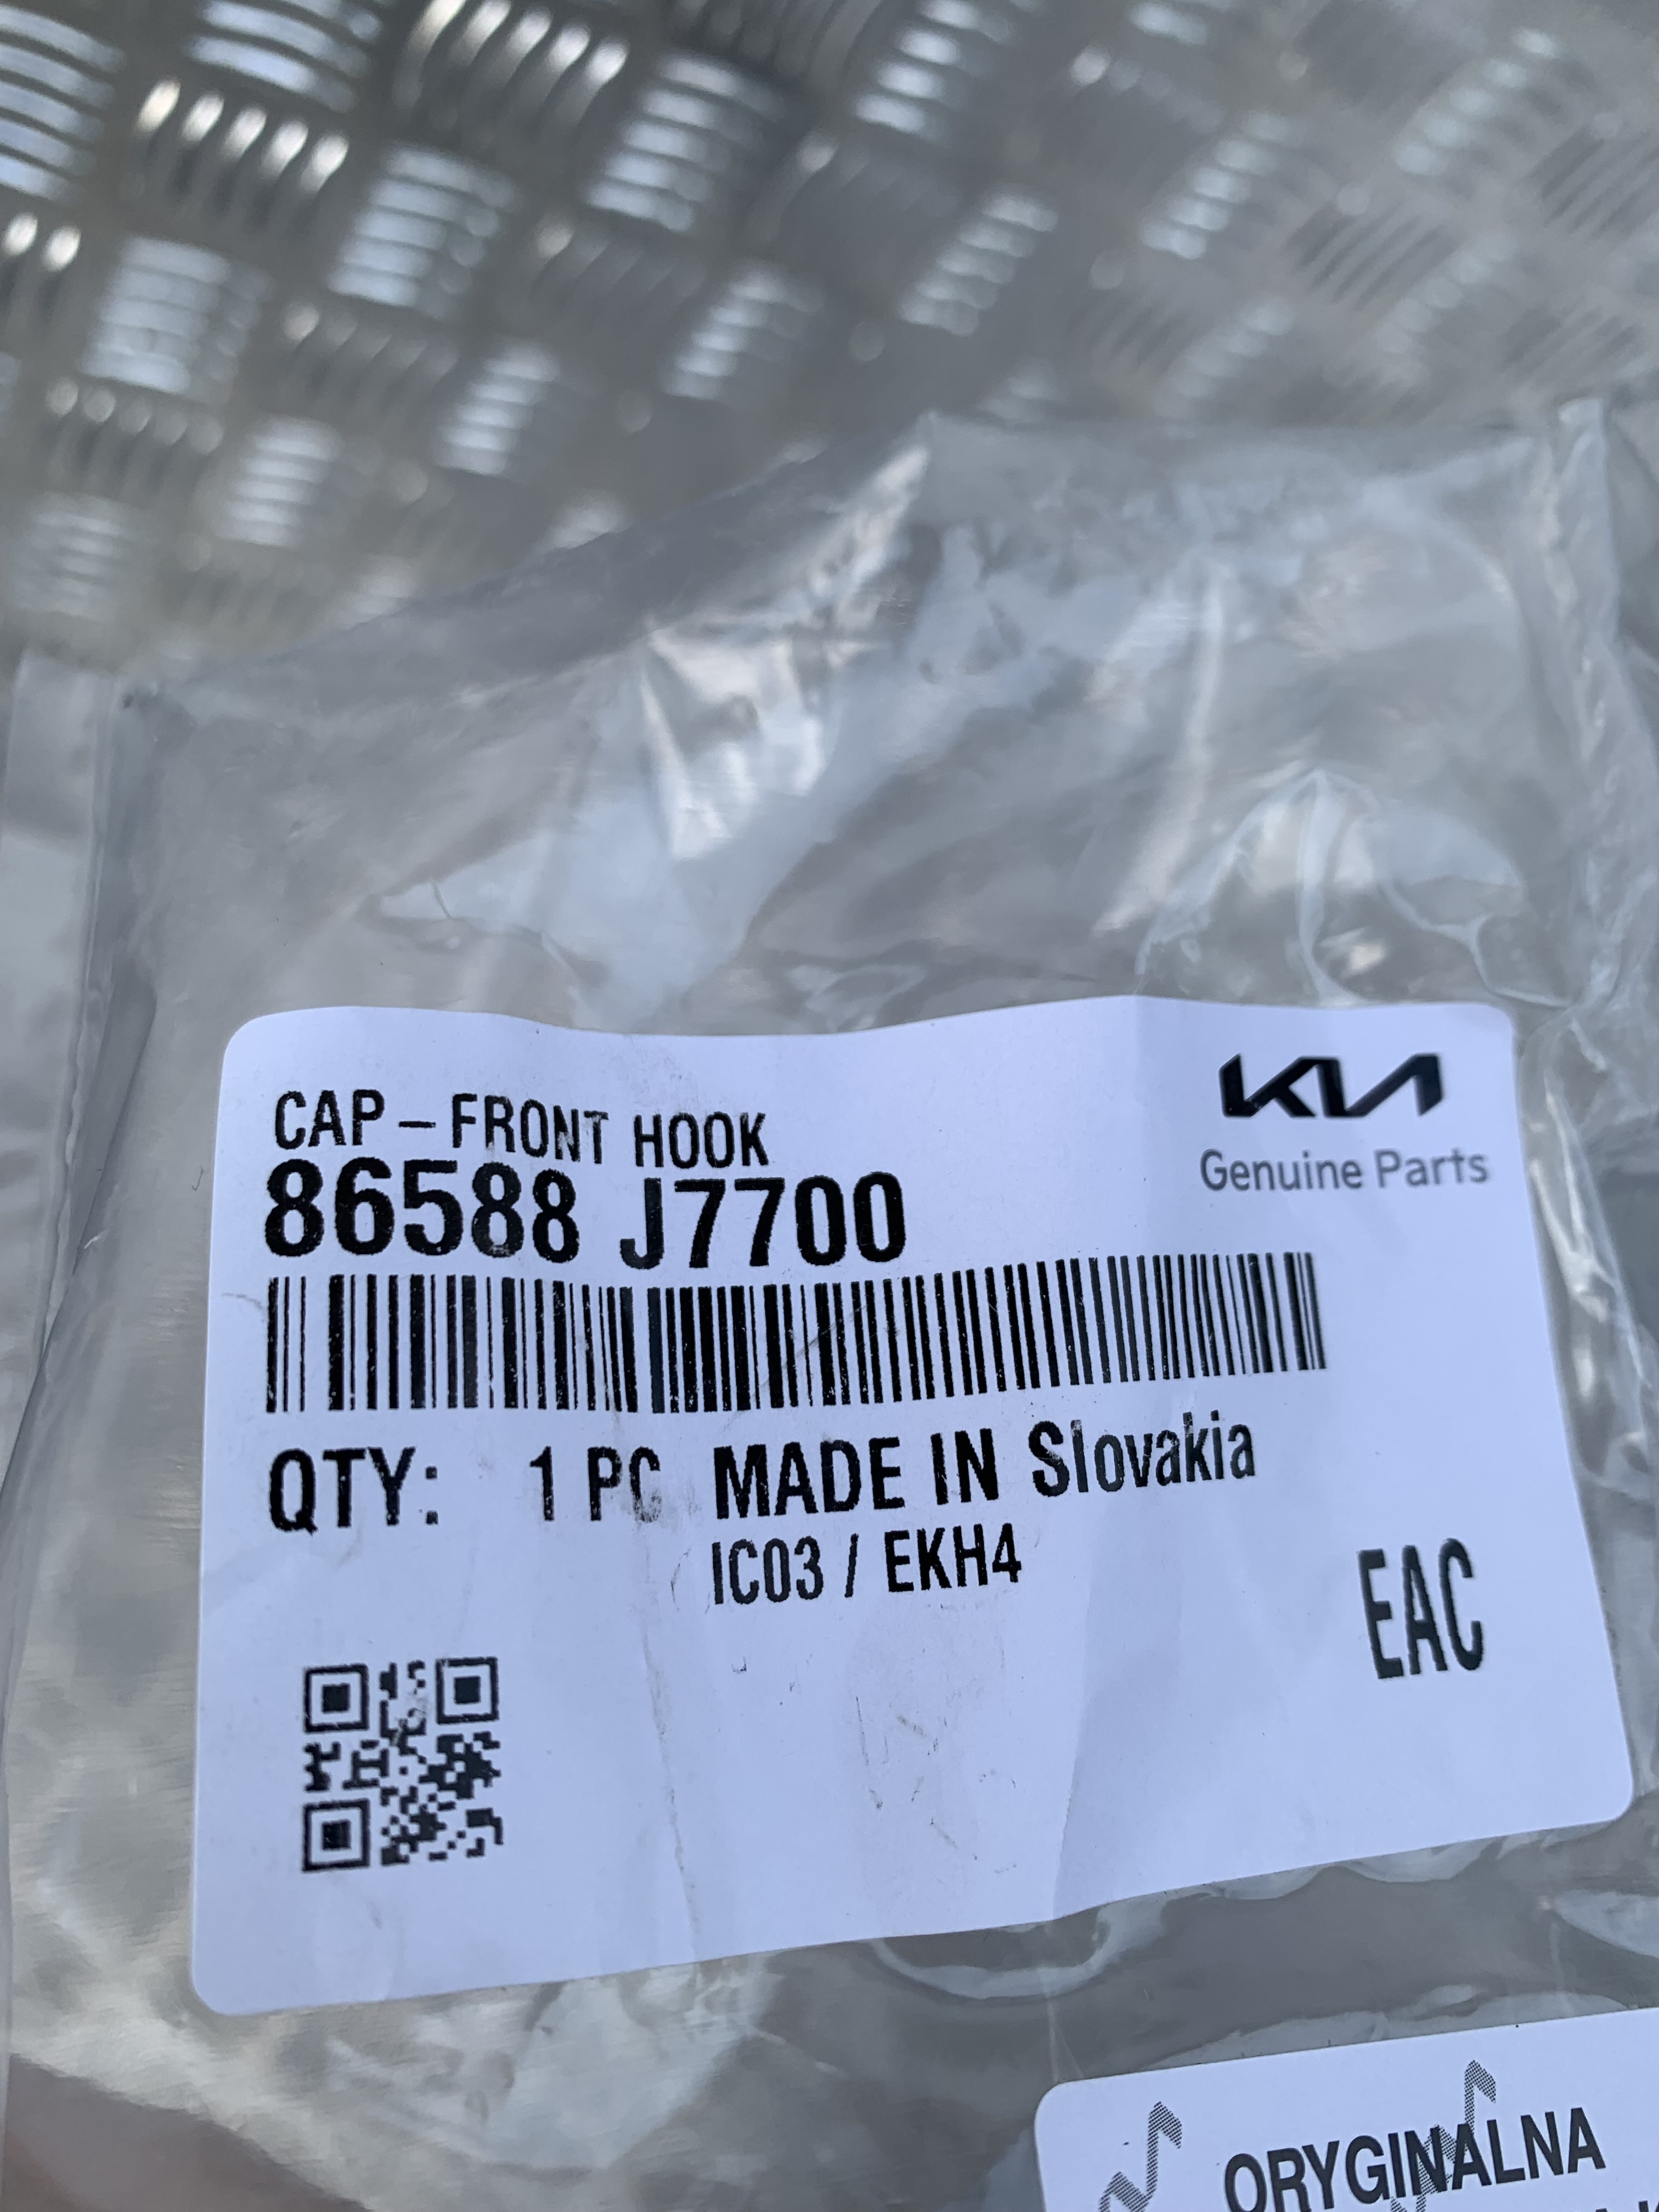 KIA
Genuine Parts
CAP-FRONT HOOK
86588 J7700
QTY: 1 PC MADE IN Slovakia
IC03 / EKH4
EAC
ORYGINALNA